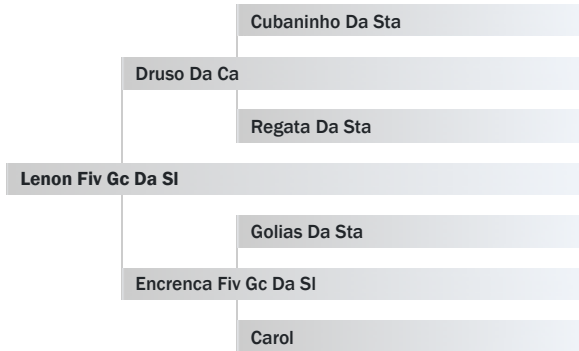 Cubaninho Da Sta
Druso Da Ca
Regata Da Sta
Lenon Fiv Gc Da Sl
Golias Da Sta
Encrenca Fiv Gc Da Sl
Carol